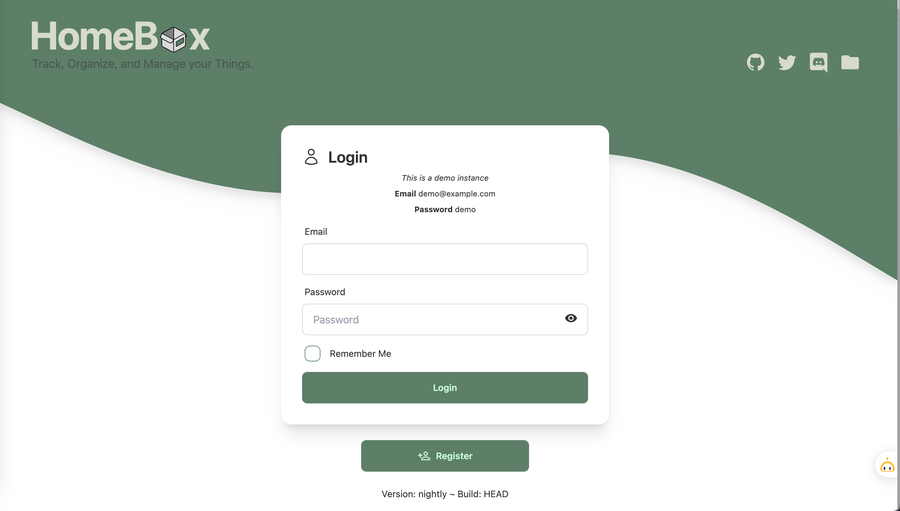 HomeBox
Track, Organize, and Manage your Things.
Login
This is a demo instance
Email demo@example.com
Password demo
Email
Password
Password
Remember Me
Login
Register
Version: nightly ~ Build: HEAD